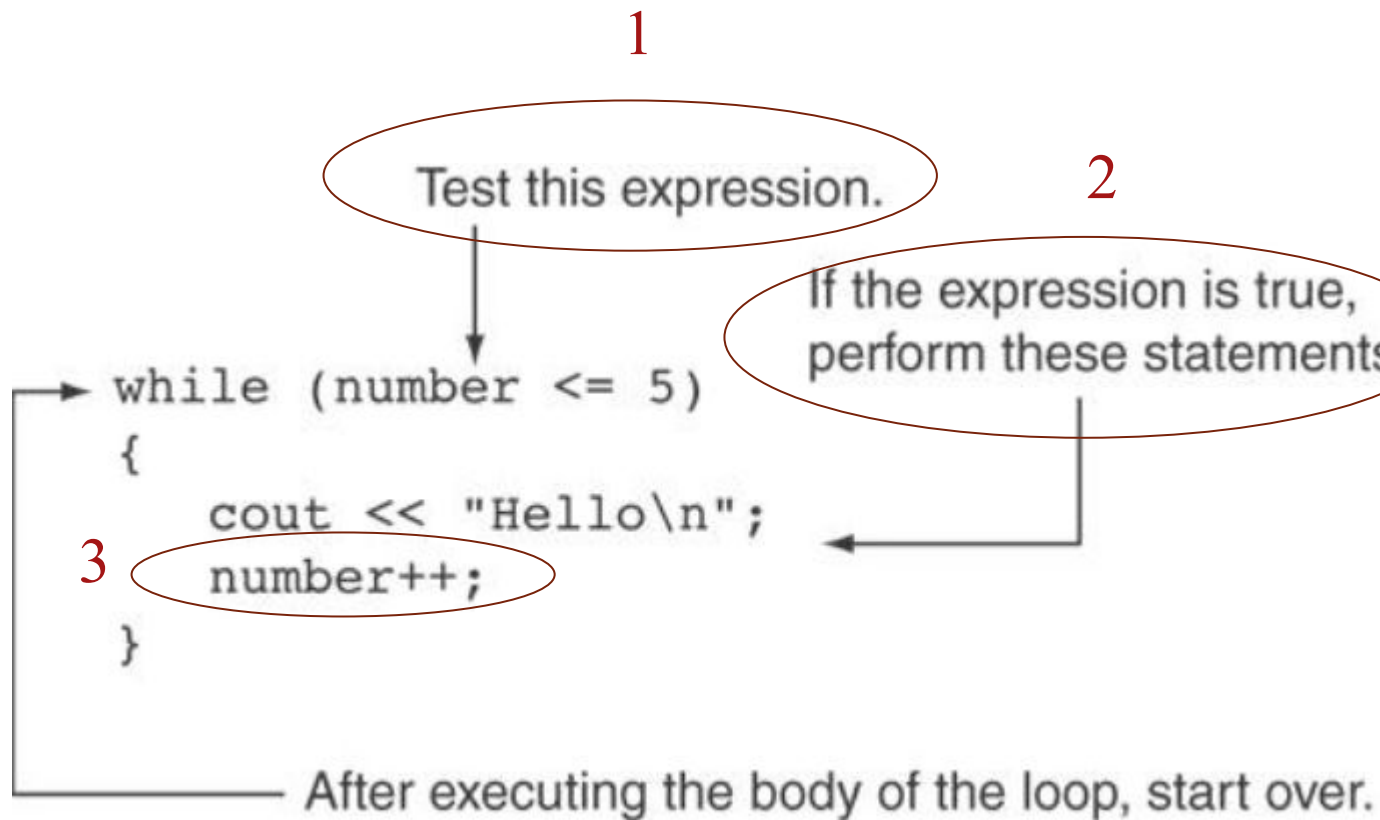 1
Test this expression.
2
If the expression is true,
perform these statements
while (number <= 5)
{
cout << "Hello\n";
3 number++;
}
After executing the body of the loop, start over.